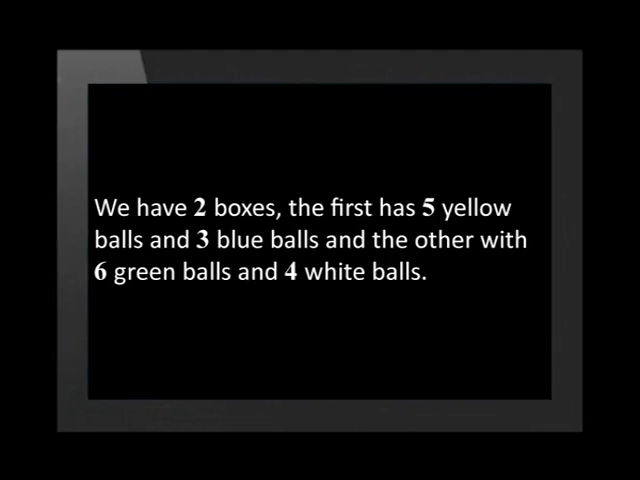 We have 2 boxes, the first has 5 yellow
balls and 3 blue balls and the other with
6 green balls and 4 white balls.